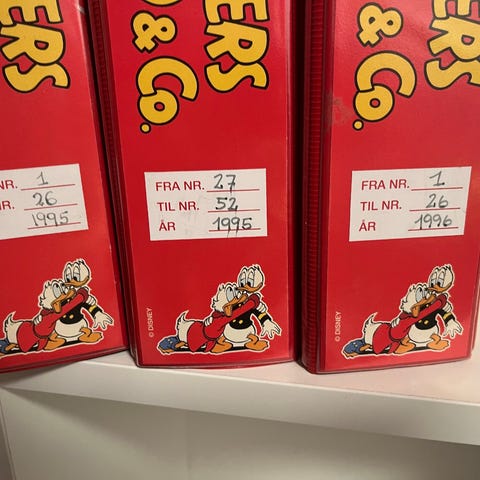 ERS
& Co.
NR. 1
NR. 26
1995
© DISNEY
ERS
D & Co.
FRA NR. 27
TIL NR. 52
ÅR 1995
© DISNEY
ERS
& Co.
FRA NR. 1
TIL NR. 26
ÅR 1996